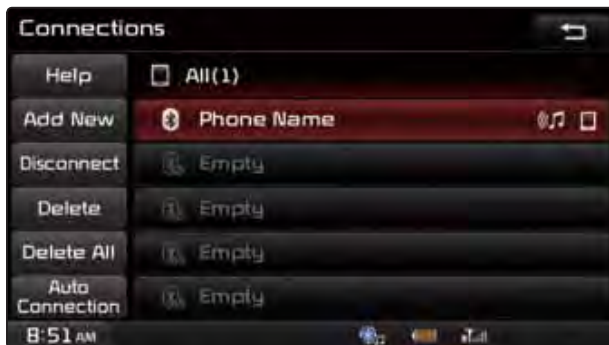 Connections
Help
All(1)
Add New
Phone Name
Disconnect
Empty
Delete
Empty
Delete All
Empty
Auto
Connection
Empty
8:51 AM